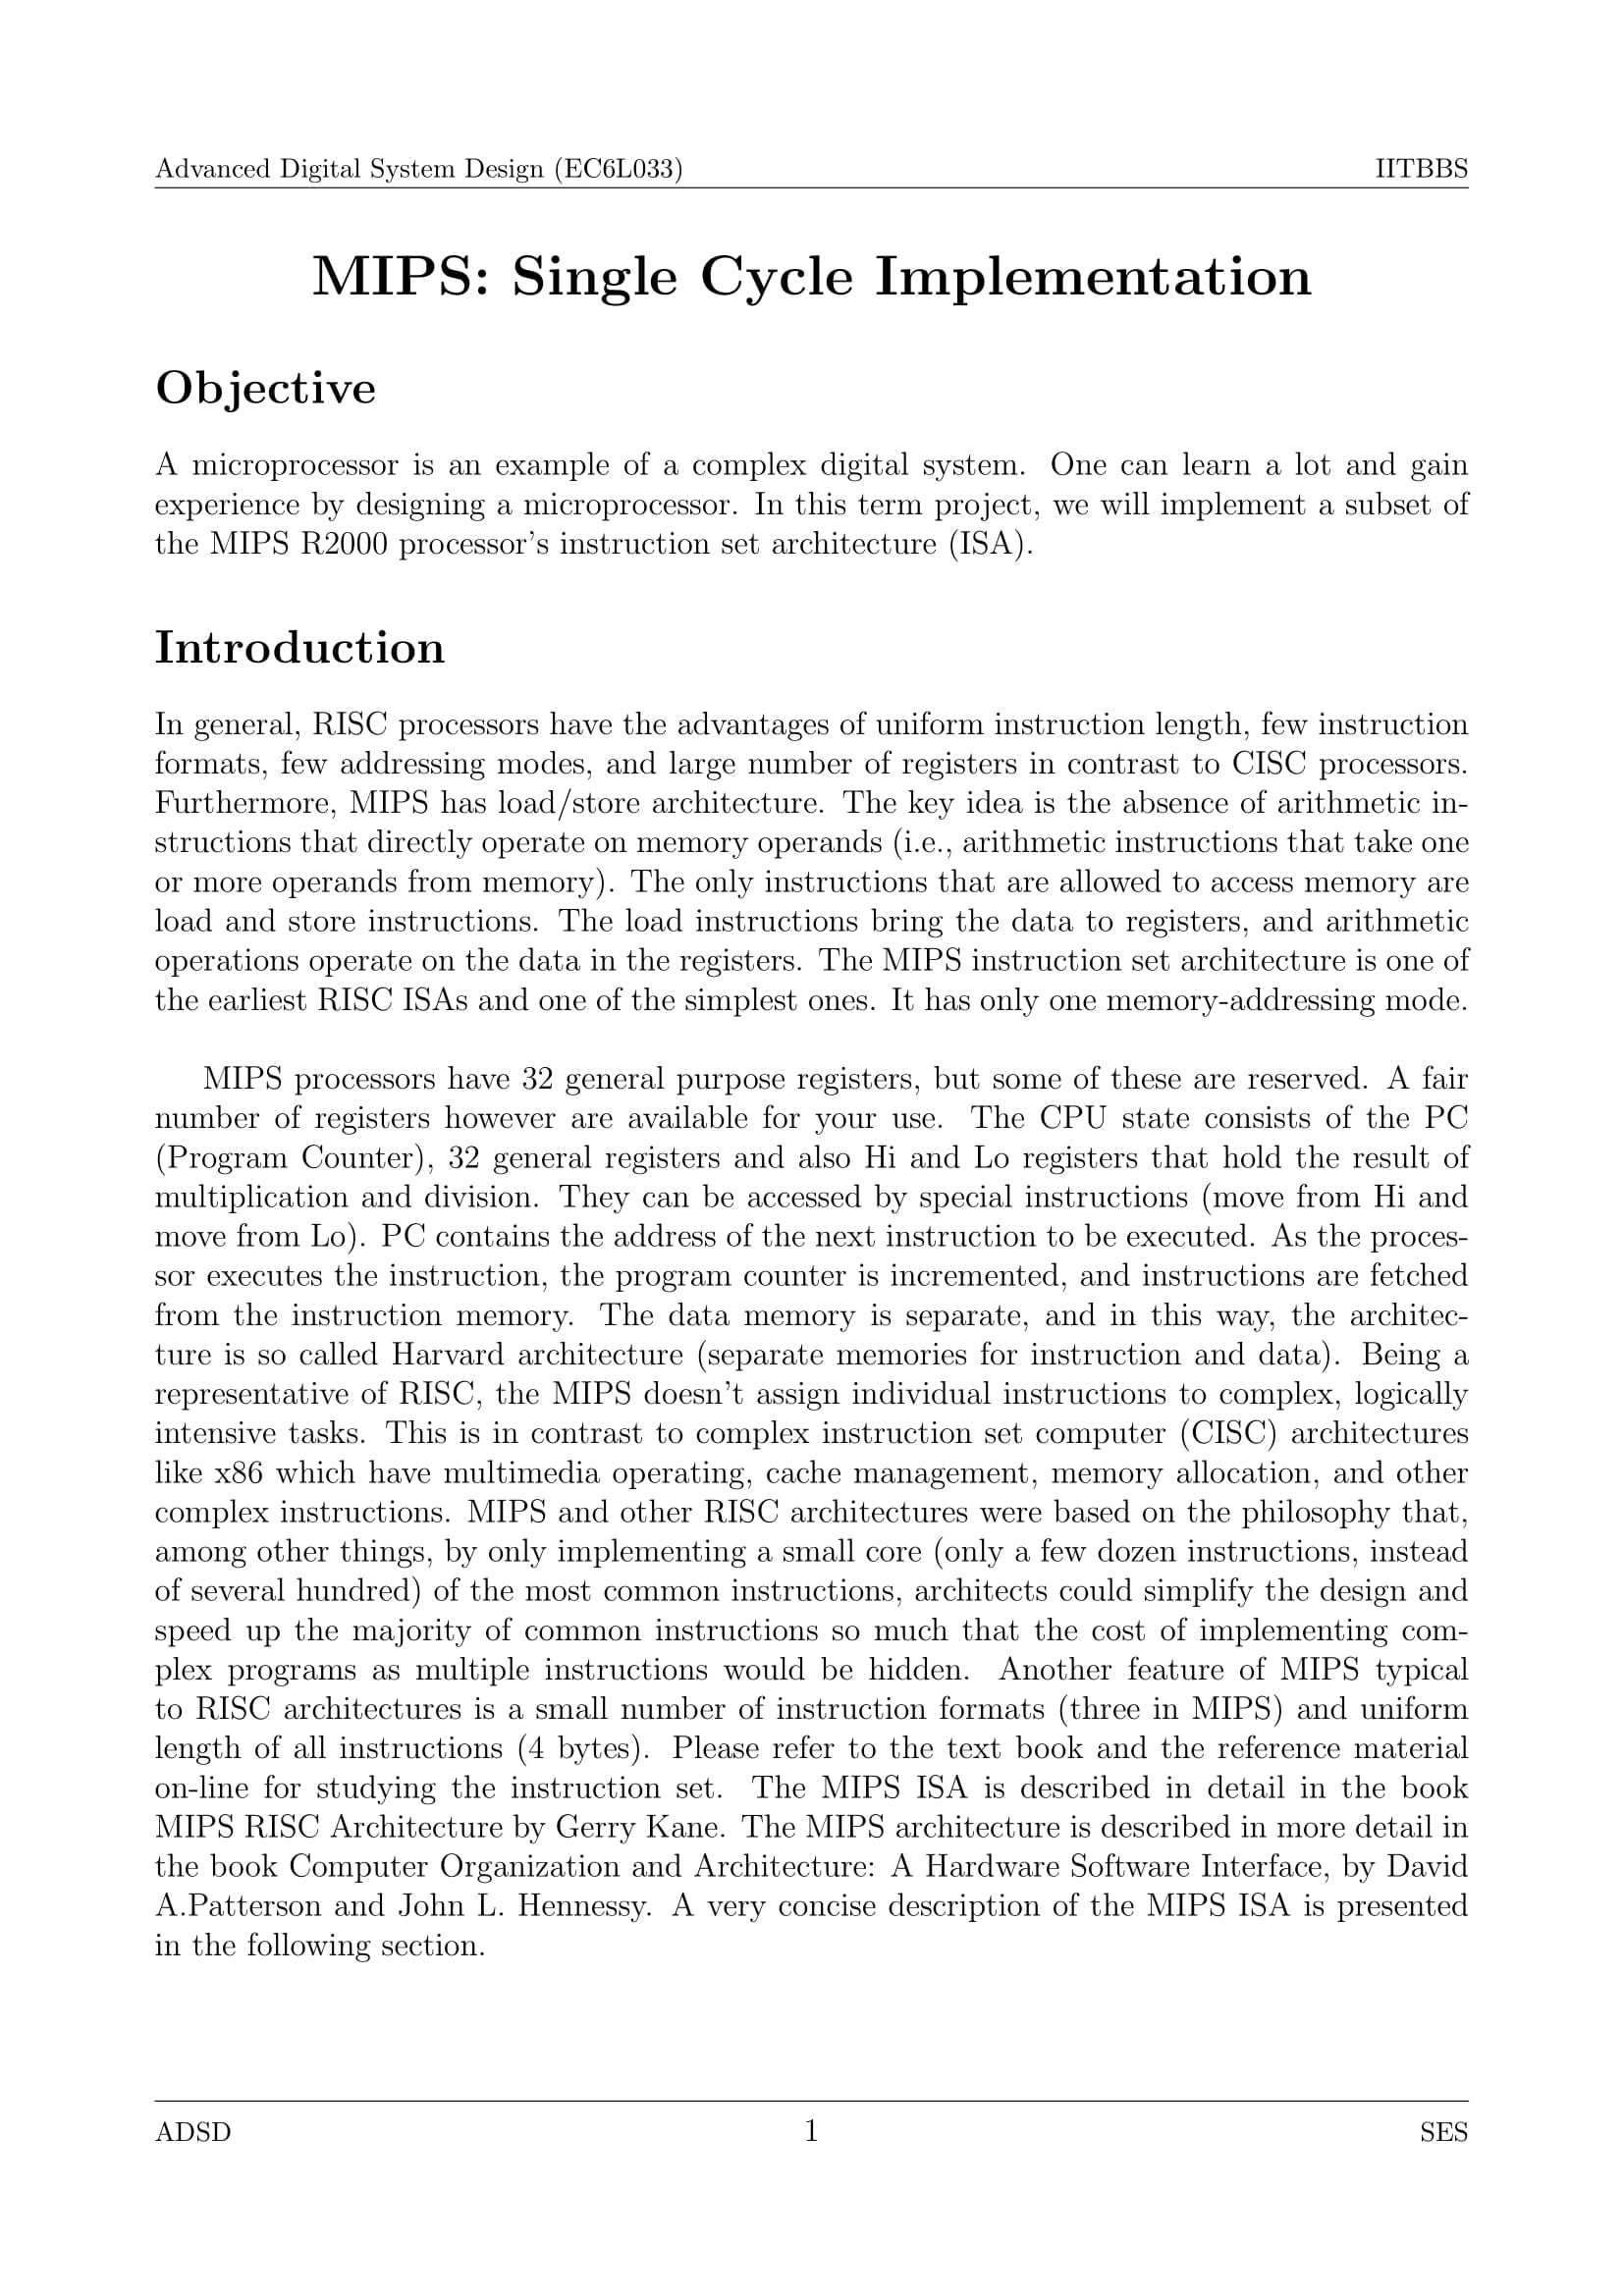 Advanced Digital System Design (EC6L033) IITBBS
MIPS: Single Cycle Implementation
Objective
A microprocessor is an example of a complex digital system. One can learn a lot and gain
experience by designing a microprocessor. In this term project, we will implement a subset of
the MIPS R2000 processor's instruction set architecture (ISA).
Introduction
In general, RISC processors have the advantages of uniform instruction length, few instruction
formats, few addressing modes, and large number of registers in contrast to CISC processors.
Furthermore, MIPS has load/store architecture. The key idea is the absence of arithmetic in-
structions that directly operate on memory operands (i.e., arithmetic instructions that take one
or more operands from memory). The only instructions that are allowed to access memory are
load and store instructions. The load instructions bring the data to registers, and arithmetic
operations operate on the data in the registers. The MIPS instruction set architecture is one of
the earliest RISC ISAs and one of the simplest ones. It has only one memory-addressing mode.
MIPS processors have 32 general purpose registers, but some of these are reserved. A fair
number of registers however are available for your use. The CPU state consists of the PC
(Program Counter), 32 general registers and also Hi and Lo registers that hold the result of
multiplication and division. They can be accessed by special instructions (move from Hi and
move from Lo). PC contains the address of the next instruction to be executed. As the proces-
sor executes the instruction, the program counter is incremented, and instructions are fetched
from the instruction memory. The data memory is separate, and in this way, the architec-
ture is so called Harvard architecture (separate memories for instruction and data). Being a
representative of RISC, the MIPS doesn't assign individual instructions to complex, logically
intensive tasks. This is in contrast to complex instruction set computer (CISC) architectures
like x86 which have multimedia operating, cache management, memory allocation, and other
complex instructions. MIPS and other RISC architectures were based on the philosophy that,
among other things, by only implementing a small core (only a few dozen instructions, instead
of several hundred) of the most common instructions, architects could simplify the design and
speed up the majority of common instructions so much that the cost of implementing com-
plex programs as multiple instructions would be hidden. Another feature of MIPS typical
to RISC architectures is a small number of instruction formats (three in MIPS) and uniform
length of all instructions (4 bytes). Please refer to the text book and the reference material
on-line for studying the instruction set. The MIPS ISA is described in detail in the book
MIPS RISC Architecture by Gerry Kane. The MIPS architecture is described in more detail in
the book Computer Organization and Architecture: A Hardware Software Interface, by David
A.Patterson and John L. Hennessy. A very concise description of the MIPS ISA is presented
in the following section.
ADSD 1 SES